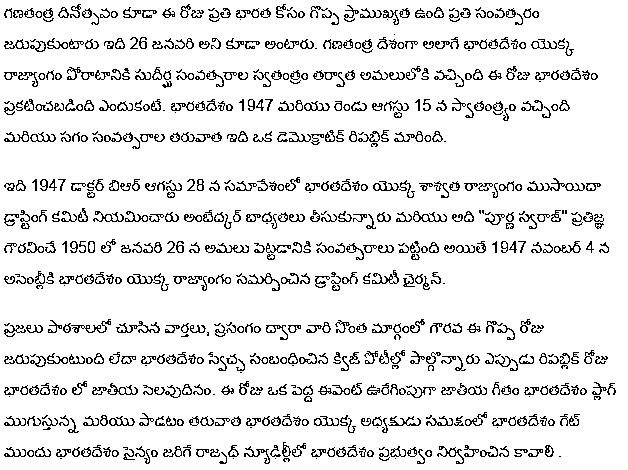 గణతంత్ర దినోత్సవం కూడా ఈ రోజు ప్రతి భారత కోసం గొప్ప ప్రాముఖ్యత ఉంది ప్రతి సంవత్సరం
జరుపుకుంటారు ఇది 26 జనవరి అని కూడా అంటారు. గణతంత్ర దేశంగా అలాగే భారతదేశం యొక్క
రాజ్యాంగం పోరాటానికి సుదీర్ఘ సంవత్సరాల స్వతంత్రం తర్వాత అమలులోకి వచ్చింది ఈ రోజు భారతదేశం
ప్రకటించబడింది ఎందుకంటే. భారతదేశం 1947 మరియు రెండు ఆగస్టు 15 న స్వాతంత్ర్యం వచ్చింది
మరియు సగం సంవత్సరాల తరువాత ఇది ఒక డెమొక్రాటిక్ రిపబ్లిక్ మారింది.
ఇది 1947 డాక్టర్ బిఆర్ ఆగస్టు 28 న సమావేశంలో భారతదేశం యొక్క శాశ్వత రాజ్యాంగం ముసాయిదా
డ్రాఫ్టింగ్ కమిటీ నియమించారు అంబేద్కర్ బాధ్యతలు తీసుకున్నారు మరియు అది "పూర్ణ స్వరాజ్" ప్రతిజ్ఞ
గౌరవించే 1950 లో జనవరి 26 న అమలు పెట్టడానికి సంవత్సరాలు పట్టింది అయితే 1947 నవంబర్ 4 న
అసెంబ్లీకి భారతదేశం యొక్క రాజ్యాంగం సమర్పించిన డ్రాఫ్టింగ్ కమిటీ ఛైర్మన్.
ప్రజలు పాఠశాలలో చూసిన వార్తలు, ప్రసంగం ద్వారా వారి సొంత మార్గంలో గౌరవ ఈ గొప్ప రోజు
జరుపుకుంటుంది లేదా భారతదేశం స్వేచ్ఛ సంబంధించిన క్విజ్ పోటీల్లో పాల్గొన్నారు ఎప్పుడు రిపబ్లిక్ రోజు
భారతదేశం లో జాతీయ సెలవుదినం. ఈ రోజు ఒక పెద్ద ఈవెంట్ ఊరేగింపుగా జాతీయ గీతం భారతదేశం ఫ్లాగ్
ముగుస్తున్న మరియు పాడటం తరువాత భారతదేశం యొక్క అధ్యక్షుడు సమక్షంలో భారతదేశం గేట్
ముందు భారతదేశం సైన్యం జరిగే రాజ్పథ్ న్యూఢిల్లీలో భారతదేశం ప్రభుత్వం నిర్వహించిన కావాలి .